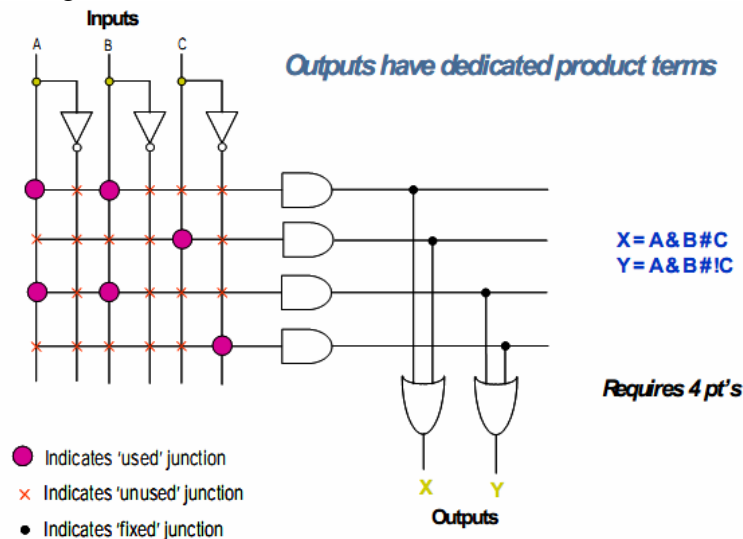 Inputs
A B C
Outputs have dedicated product terms
X = A & B # C
Y = A & B # !C
Requires 4 pt's
Indicates 'used' junction
Indicates 'unused' junction
Indicates 'fixed' junction
X Y
Outputs